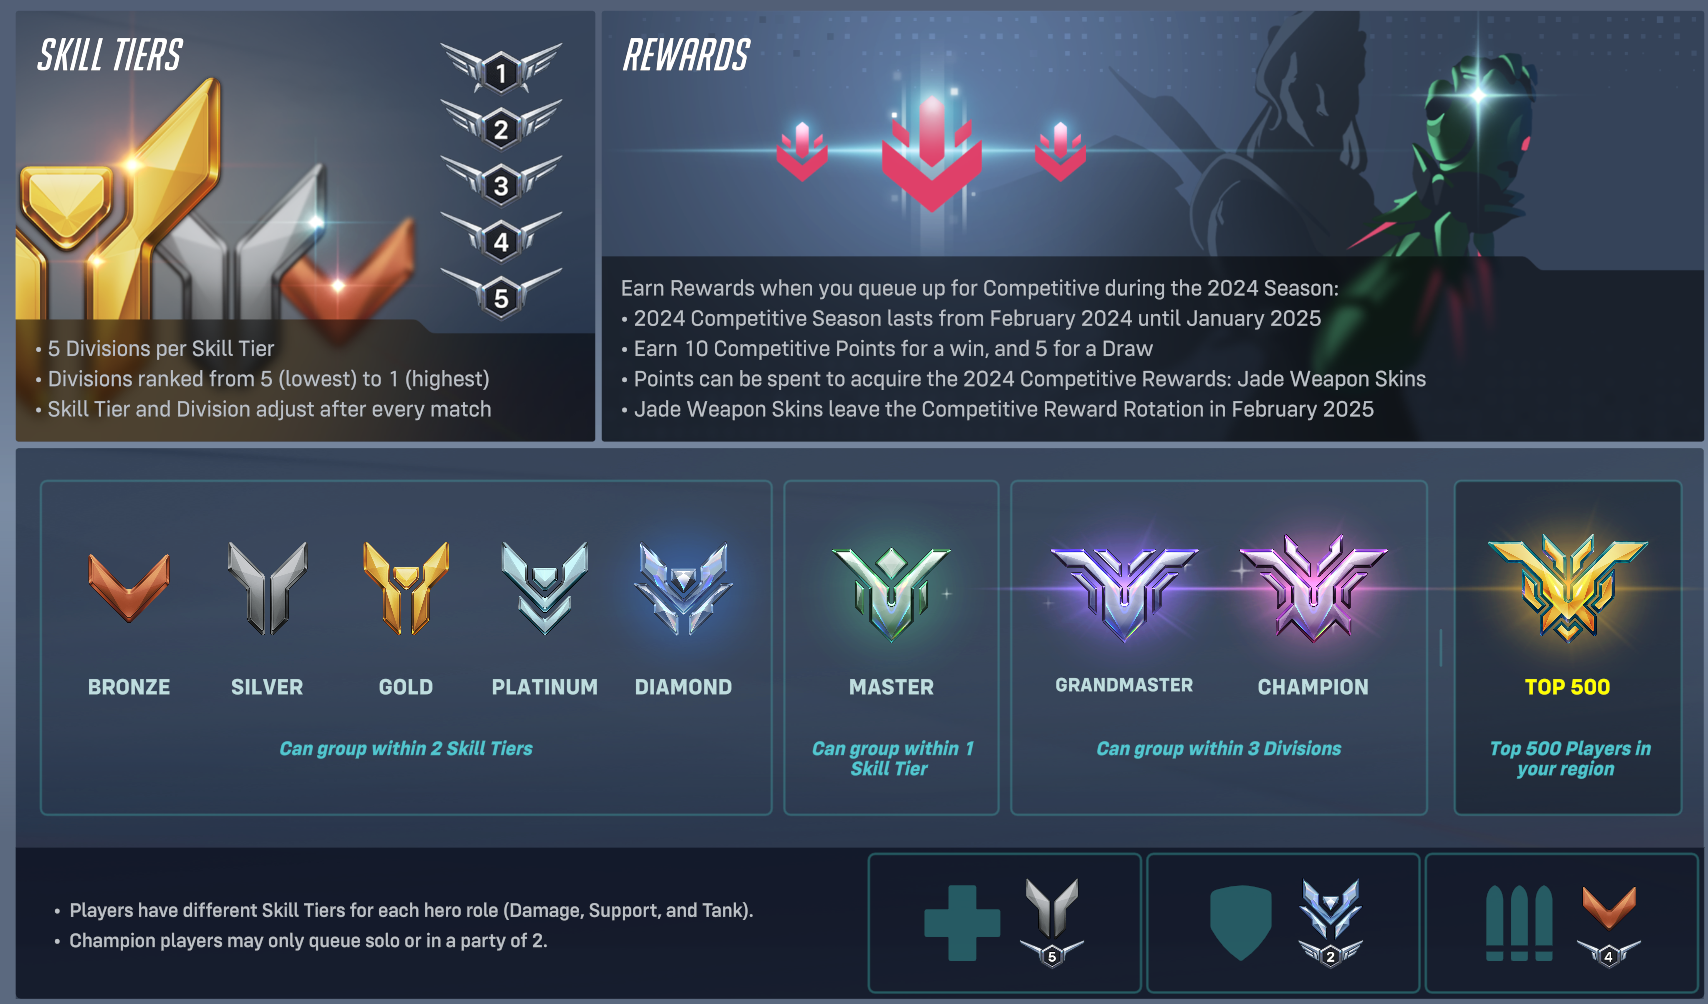 SKILL TIERS
1
2
3
4
5
• 5 Divisions per Skill Tier
• Divisions ranked from 5 (lowest) to 1 (highest)
• Skill Tier and Division adjust after every match
REWARDS
Earn Rewards when you queue up for Competitive during the 2024 Season:
• 2024 Competitive Season lasts from February 2024 until January 2025
• Earn 10 Competitive Points for a win, and 5 for a Draw
• Points can be spent to acquire the 2024 Competitive Rewards: Jade Weapon Skins
• Jade Weapon Skins leave the Competitive Reward Rotation in February 2025
BRONZE
SILVER
GOLD
PLATINUM
DIAMOND
Can group within 2 Skill Tiers
MASTER
Can group within 1
Skill Tier
GRANDMASTER
CHAMPION
Can group within 3 Divisions
TOP 500
Top 500 Players in
your region
• Players have different Skill Tiers for each hero role (Damage, Support, and Tank).
• Champion players may only queue solo or in a party of 2.
5
2
4